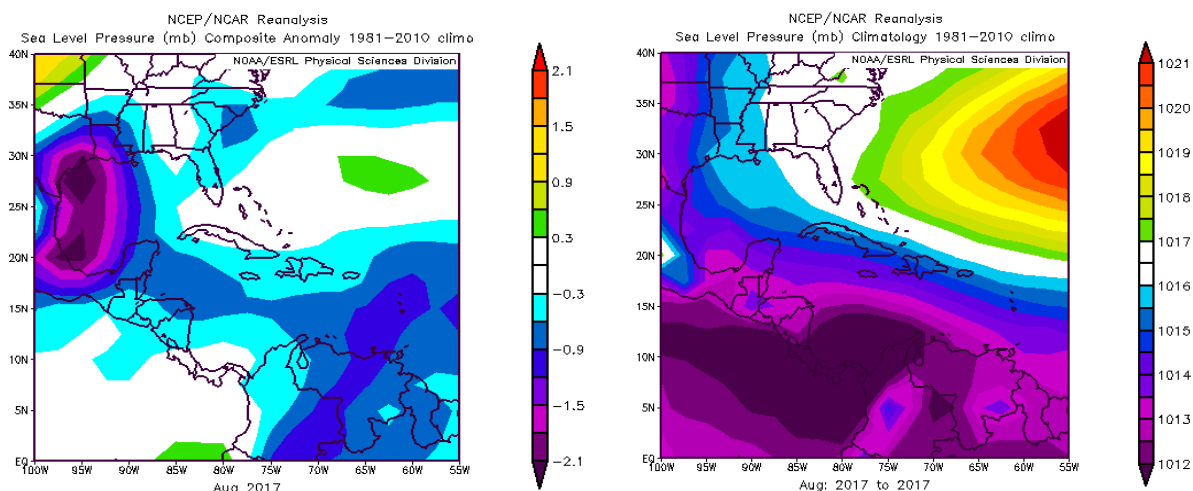 NCEP/NCAR Reanalysis
Sea Level Pressure (mb) Composite Anomaly 1981-2010 clima
NOAA/ESRL Physical Sciences Division
40N
35N
30N
25N
20N
15N
10N
5N
EQ
100W 95W 90W 85W 80W 75W 70W 65W 60W 55W
Aug 2017
2.1
1.5
0.9
0.3
-0.3
-0.9
-1.5
-2.1
NCEP/NCAR Reanalysis
Sea Level Pressure (mb) Climatology 1981-2010 clima
NOAA/ESRL Physical Sciences Division
40N
35N
30N
25N
20N
15N
10N
5N
EQ
100W 95W 90W 85W 80W 75W 70W 65W 60W 55W
Aug: 2017 to 2017
1021
1020
1019
1018
1017
1016
1015
1014
1013
1012